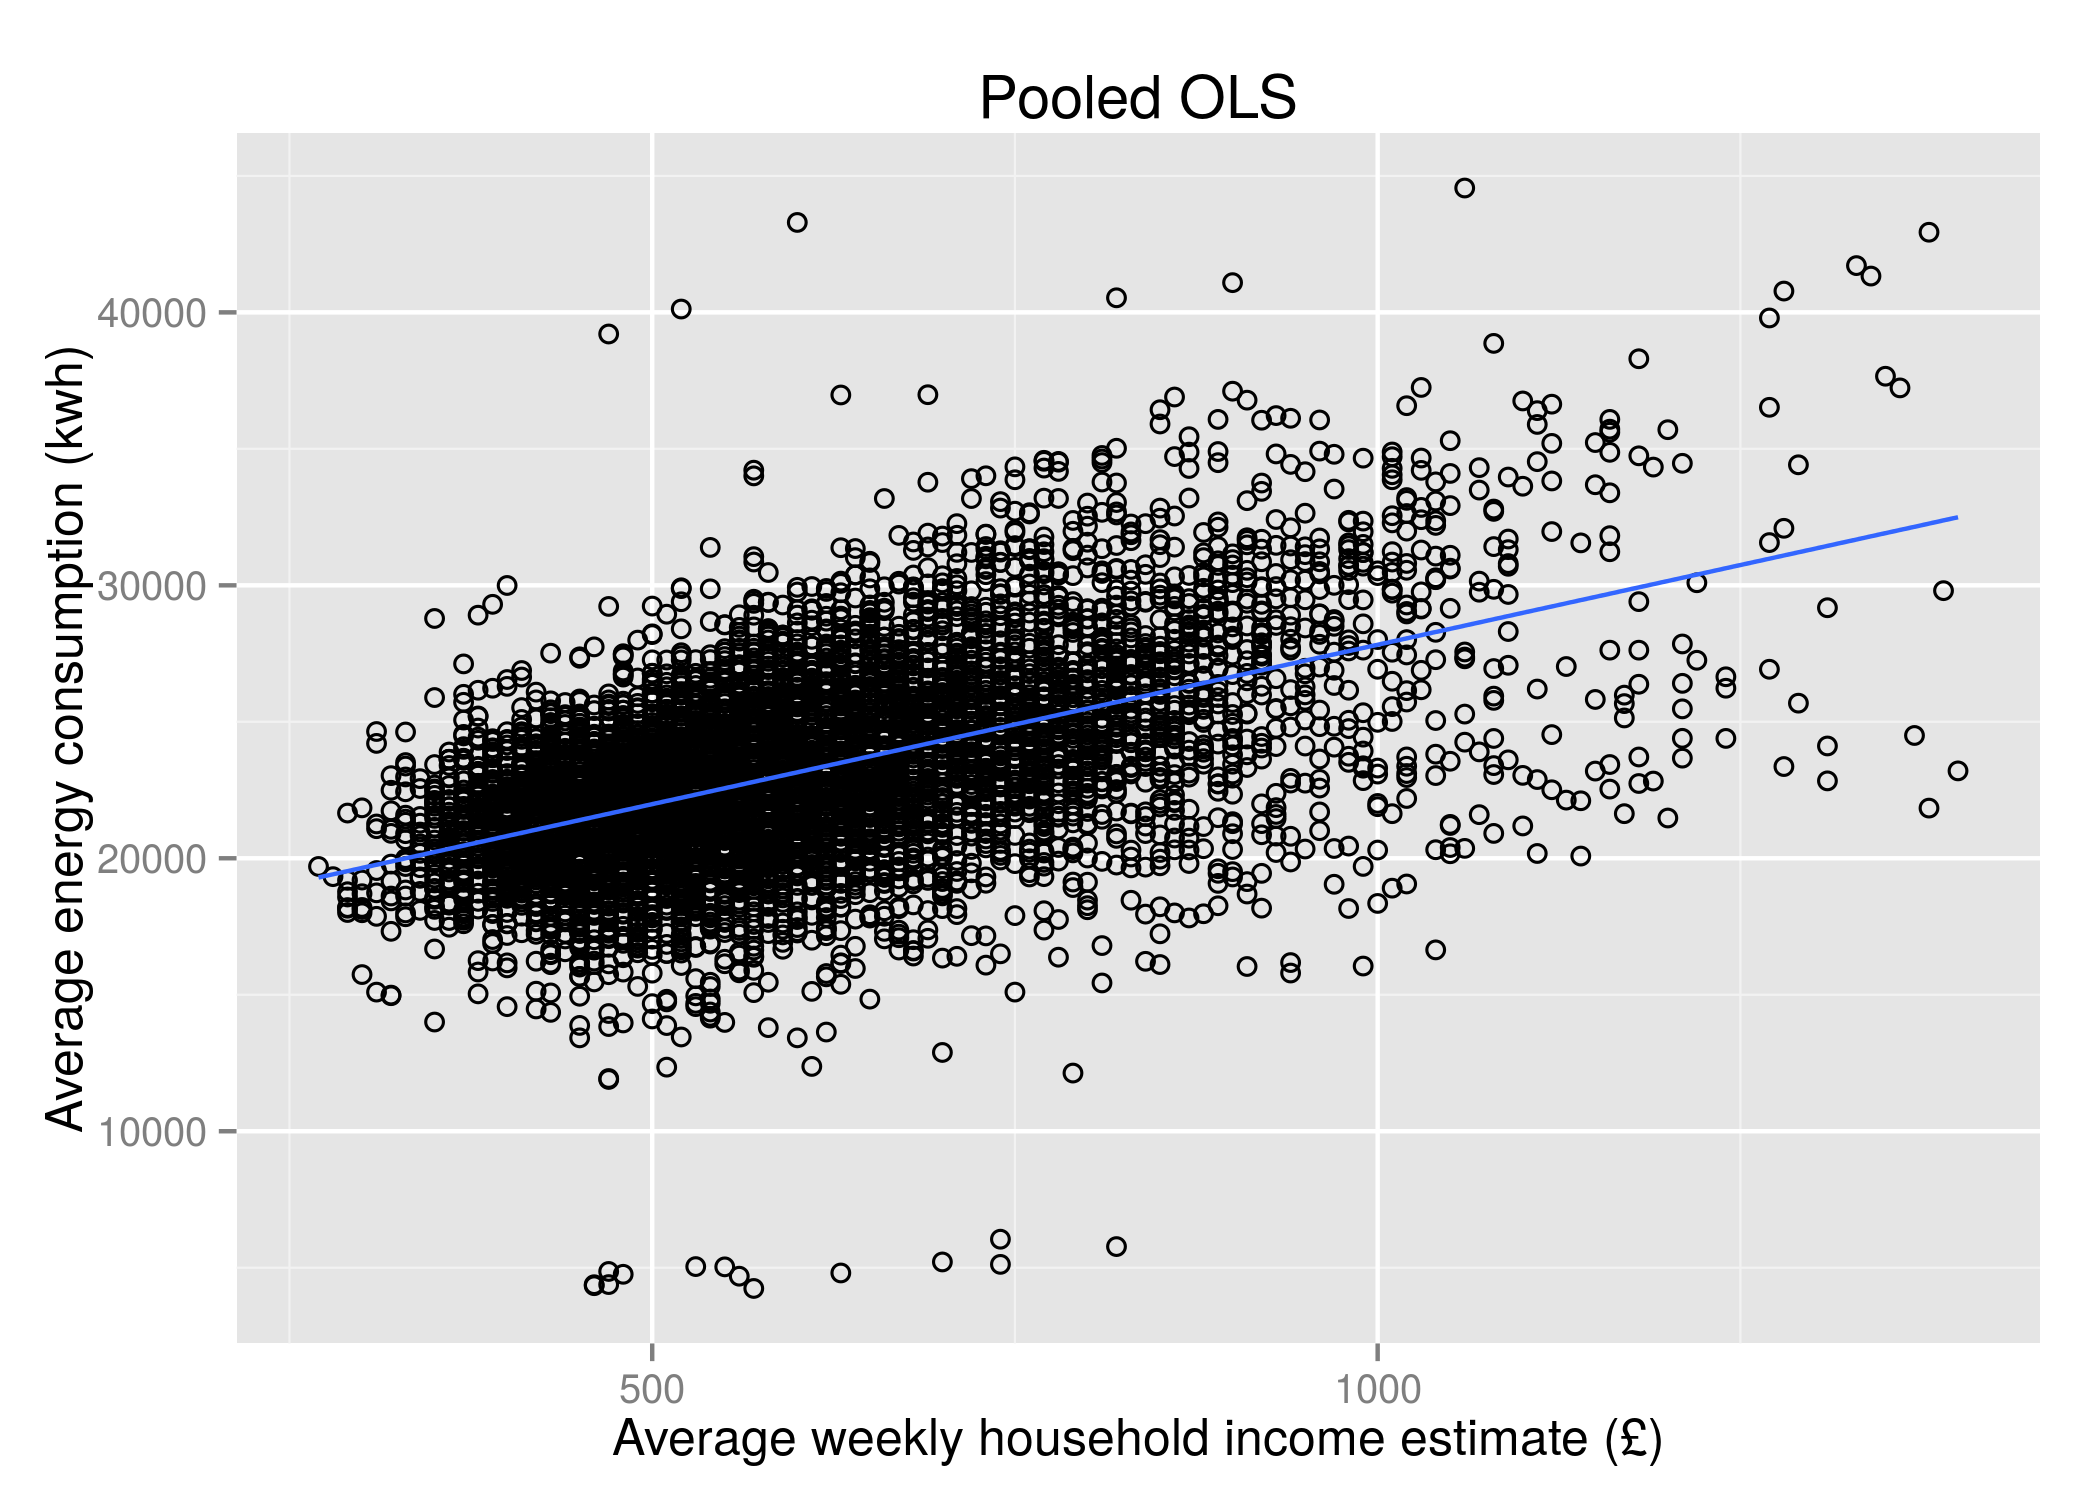 Pooled OLS
Average energy consumption (kwh)
40000
30000
20000
10000
500
1000
Average weekly household income estimate (£)